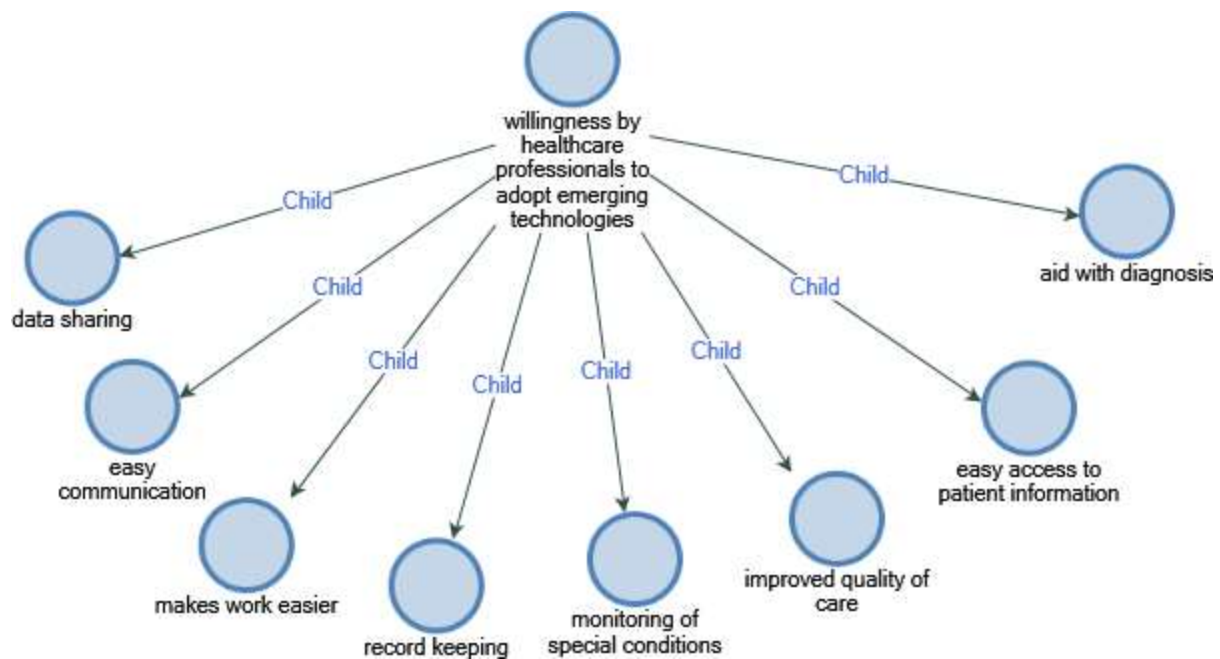 willingness by
healthcare
professionals to
adopt emerging
technologies
Child
Child
Child
Child
Child
Child
Child
Child
data sharing
easy
communication
makes work easier
record keeping
monitoring of
special conditions
improved quality of
care
easy access to
patient information
aid with diagnosis